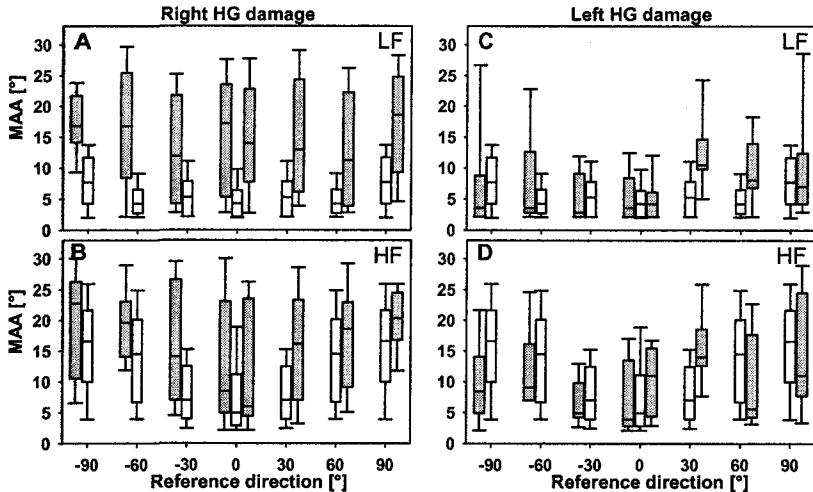 Right HG damage
Left HG damage
A
LF
MAA [°]
30
25
20
15
10
5
0
C
LF
30
25
20
15
10
5
0
B
HF
MAA [°]
30
25
20
15
10
5
0
D
HF
30
25
20
15
10
5
0
-90 -60 -30 0 30 60 90
Reference direction [°]
-90 -60 -30 0 30 60 90
Reference direction [°]